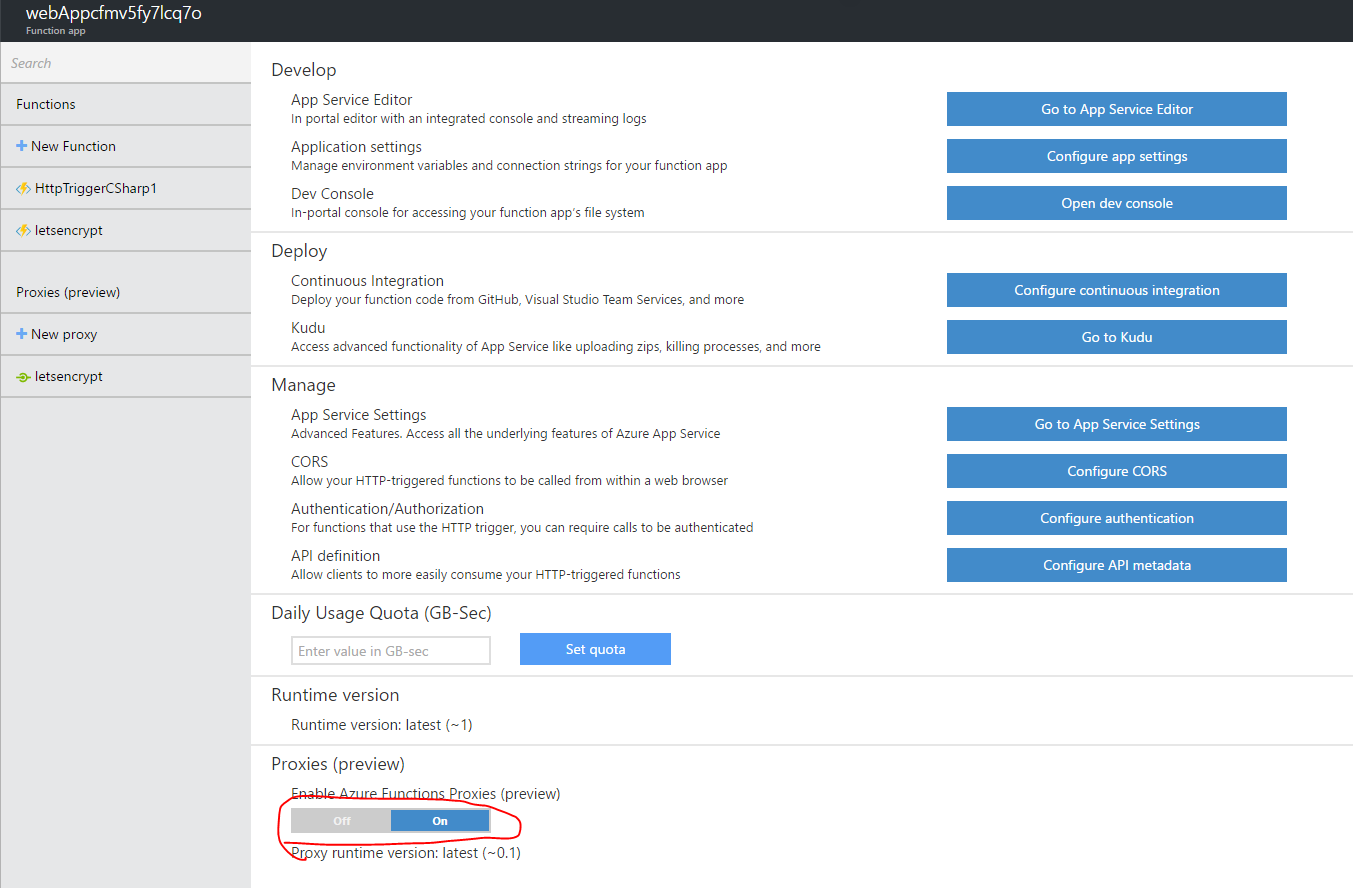 webAppcfmv5fy7lcq7o
Function app
Search
Functions
New Function
HttpTriggerCSharp1
letsencrypt
Proxies (preview)
New proxy
letsencrypt
Develop
App Service Editor
In portal editor with an integrated console and streaming logs
Go to App Service Editor
Application settings
Manage environment variables and connection strings for your function app
Configure app settings
Dev Console
In-portal console for accessing your function app's file system
Open dev console
Deploy
Continuous Integration
Deploy your function code from GitHub, Visual Studio Team Services, and more
Configure continuous integration
Kudu
Access advanced functionality of App Service like uploading zips, killing processes, and more
Go to Kudu
Manage
App Service Settings
Advanced Features. Access all the underlying features of Azure App Service
Go to App Service Settings
CORS
Allow your HTTP-triggered functions to be called from within a web browser
Configure CORS
Authentication/Authorization
For functions that use the HTTP trigger, you can require calls to be authenticated
Configure authentication
API definition
Allow clients to more easily consume your HTTP-triggered functions
Configure API metadata
Daily Usage Quota (GB-Sec)
Enter value in GB-sec
Set quota
Runtime version
Runtime version: latest (~1)
Proxies (preview)
Enable Azure Functions Proxies (preview)
Off
On
Proxy runtime version: latest (~0.1)